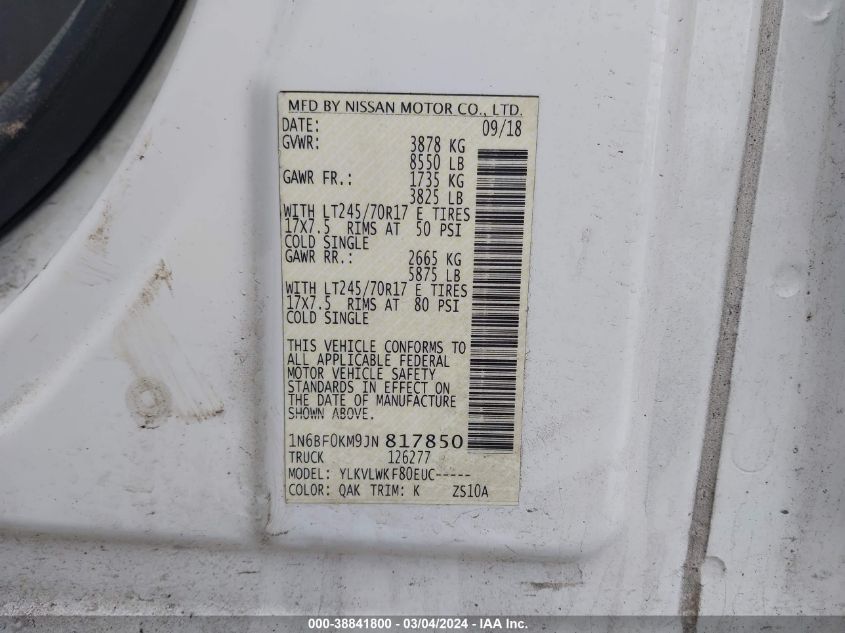 MFD BY NISSAN MOTOR CO., LTD.
DATE: 09/18
GVWR: 3878 KG
8550 LB
GAWR FR.: 1735 KG
3825 LB
WITH LT245/70R17 E TIRES
17X7.5 RIMS AT 50 PSI
COLD SINGLE
GAWR RR.: 2665 KG
5875 LB
WITH LT245/70R17 E TIRES
17X7.5 RIMS AT 80 PSI
COLD SINGLE
THIS VEHICLE CONFORMS TO
ALL APPLICABLE FEDERAL
MOTOR VEHICLE SAFETY
STANDARDS IN EFFECT ON
THE DATE OF MANUFACTURE
SHOWN ABOVE.
1N6BF0KM9JN 817850
TRUCK 126277
MODEL: YLKVLWKF80EUC-----
COLOR: QAK TRIM: K ZS10A
000-38841800 - 03/04/2024 - IAA Inc.